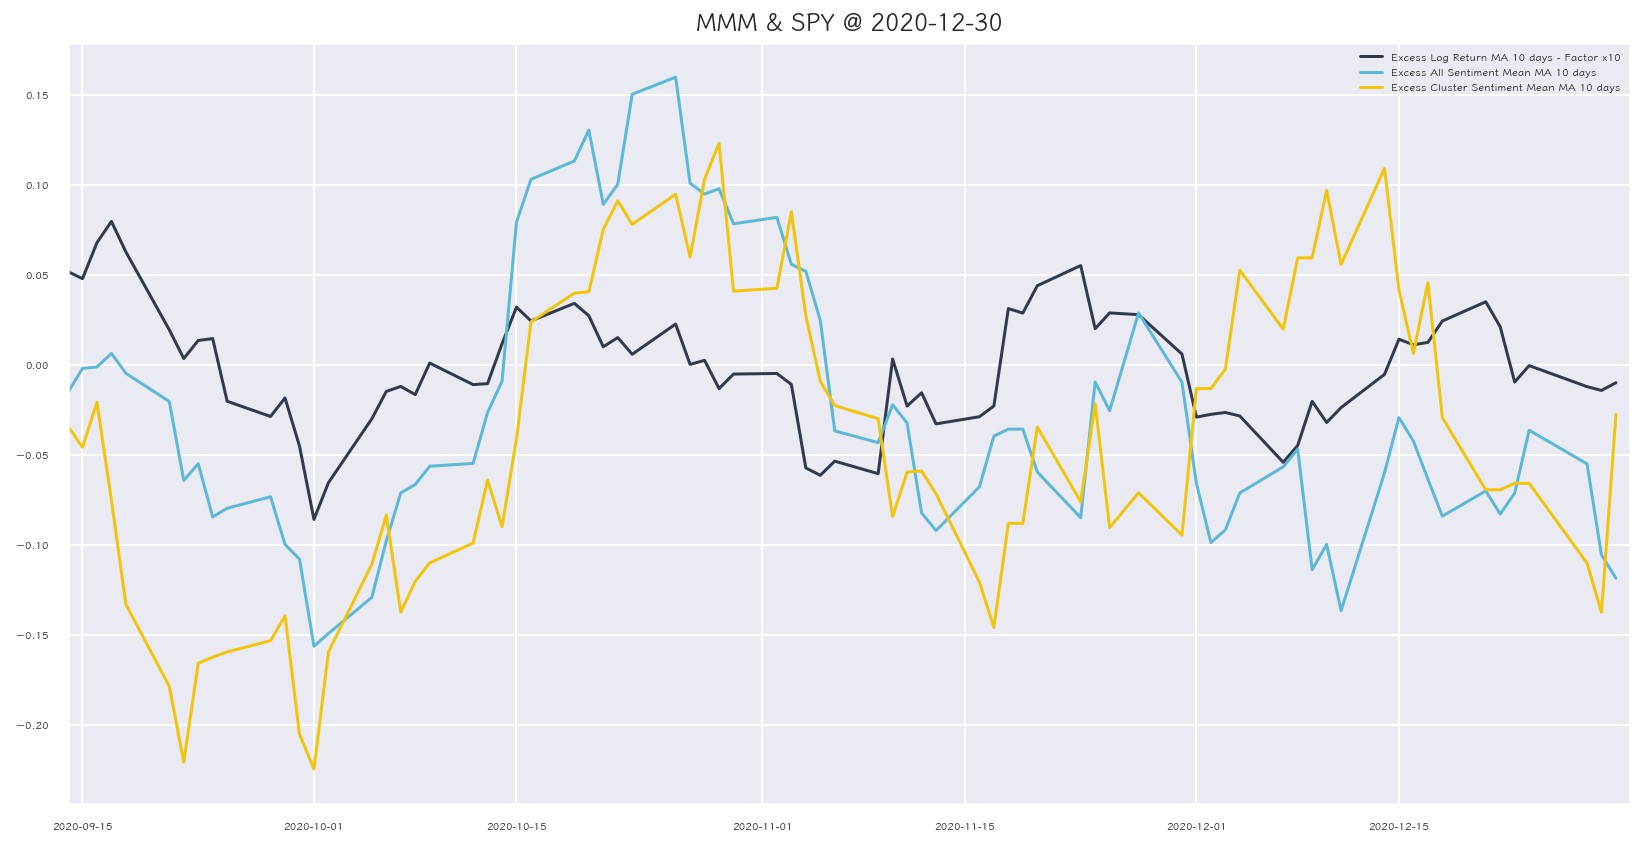 MMM & SPY @ 2020-12-30
Excess Log Return MA 10 days - Factor x10
Excess All Sentiment Mean MA 10 days
Excess Cluster Sentiment Mean MA 10 days
0.15
0.10
0.05
0.00
−0.05
−0.10
−0.15
−0.20
2020-09-15 2020-10-01 2020-10-15 2020-11-01 2020-11-15 2020-12-01 2020-12-15